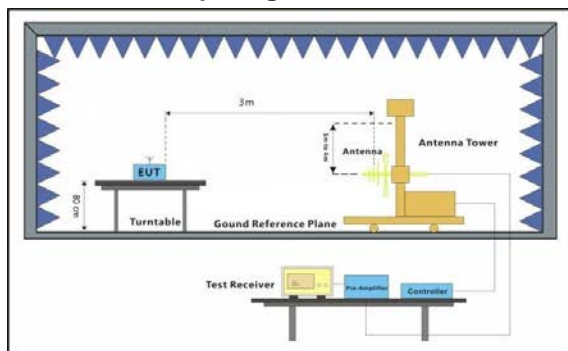 3m
1m to 4m
Antenna
Antenna Tower
EUT
80 cm
Turntable
Gound Reference Plane
Test Receiver
Pre-Amplifier
Controller